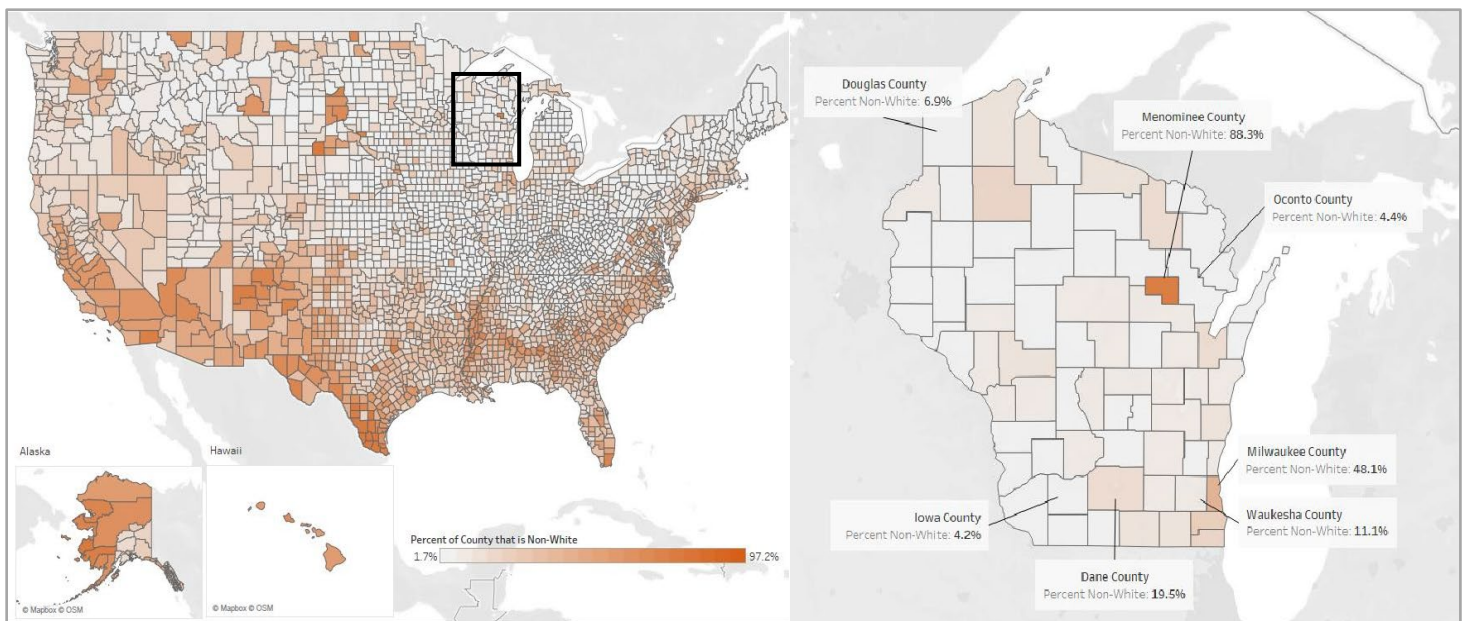 Alaska
Hawaii
© Mapbox © OSM
© Mapbox © OSM
Percent of County that is Non-White
1.7%
97.2%
Douglas County
Percent Non-White: 6.9%
Menominee County
Percent Non-White: 88.3%
Oconto County
Percent Non-White: 4.4%
Milwaukee County
Percent Non-White: 48.1%
Waukesha County
Percent Non-White: 11.1%
Iowa County
Percent Non-White: 4.2%
Dane County
Percent Non-White: 19.5%